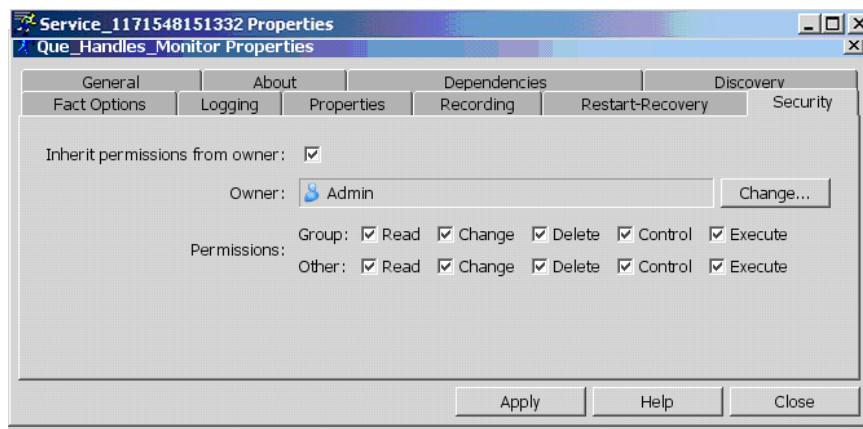 Service_1171548151332 Properties
Que_Handles_Monitor Properties
General About Dependencies Discovery
Fact Options Logging Properties Recording Restart-Recovery Security
Inherit permissions from owner:
Owner: Admin Change...
Permissions:
Group: Read Change Delete Control Execute
Other: Read Change Delete Control Execute
Apply Help Close